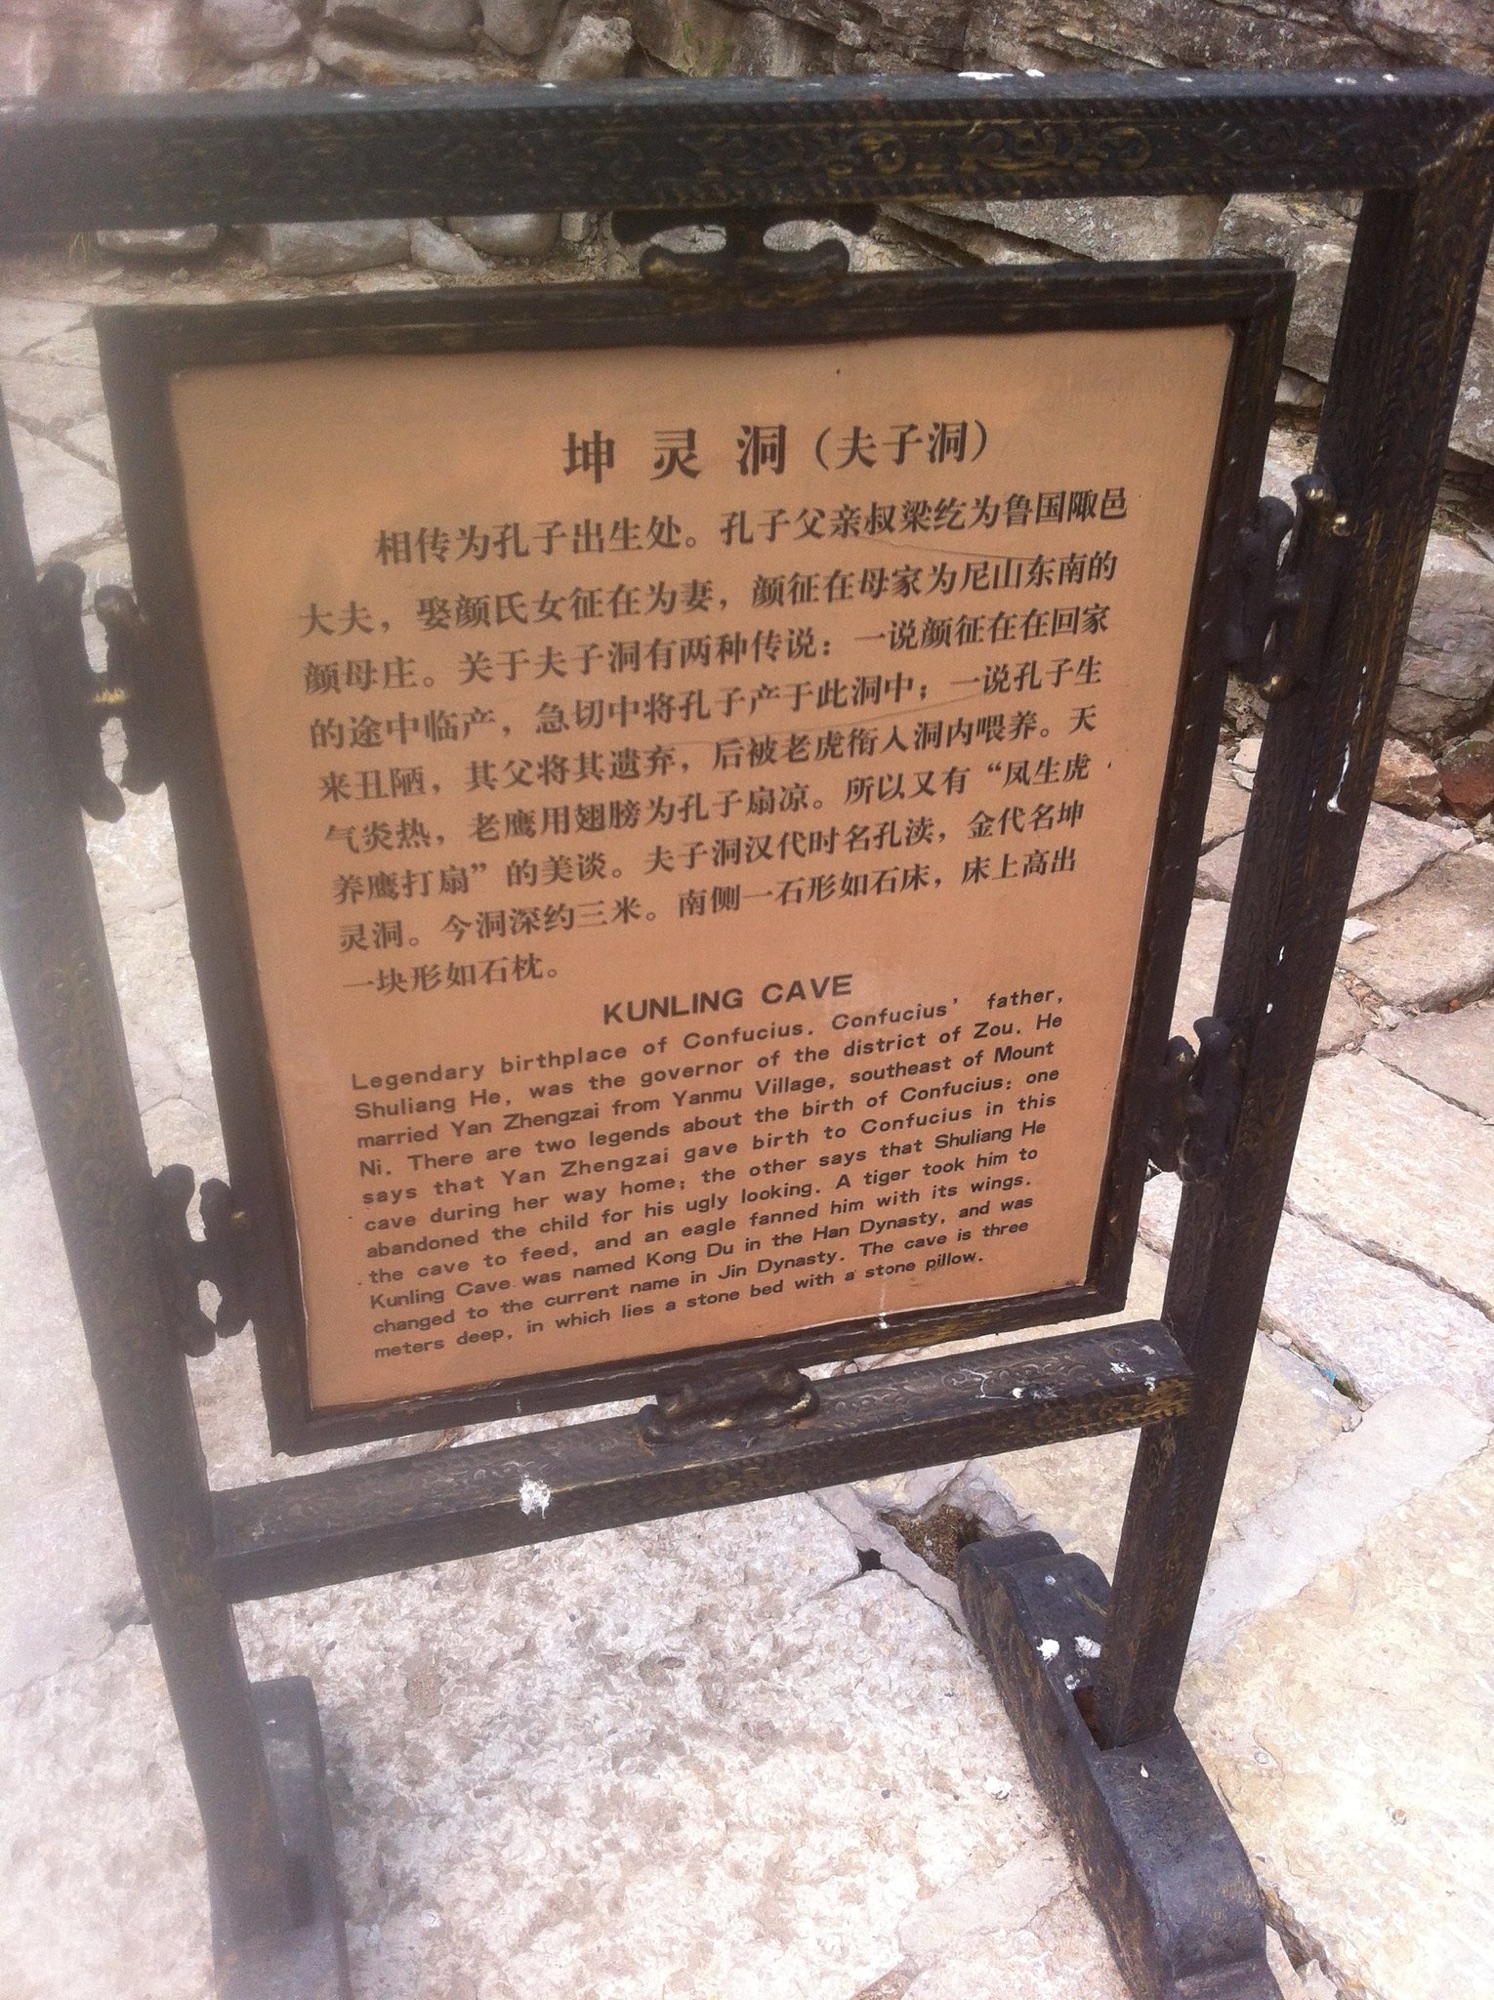 坤灵洞（夫子洞）
相传为孔子出生处。孔子父亲叔梁纥为鲁国陬邑
大夫，娶颜氏女征在为妻，颜征在母家为尼山东南的
颜母庄。关于夫子洞有两种传说：一说颜征在在回家
的途中临产，急切中将孔子产于此洞中；一说孔子生
来丑陋，其父将其遗弃，后被老虎衔入洞内喂养。天
气炎热，老鹰用翅膀为孔子扇凉。所以又有“凤生虎
养鹰打扇”的美谈。夫子洞汉代时名孔渎，金代名坤
灵洞。今洞深约三米。南侧一石形如石床，床上高出
一块形如石枕。
KUNLING CAVE
Legendary birthplace of Confucius. Confucius' father,
Shuliang He, was the governor of the district of Zou. He
married Yan Zhengzai from Yanmu Village, southeast of Mount
Ni. There are two legends about the birth of Confucius: one
says that Yan Zhengzai gave birth to Confucius in this
cave during her way home; the other says that Shuliang He
abandoned the child for his ugly looking. A tiger took him to
the cave to feed, and an eagle fanned him with its wings.
Kunling Cave was named Kong Du in the Han Dynasty, and was
changed to the current name in Jin Dynasty. The cave is three
meters deep, in which lies a stone bed with a stone pillow.